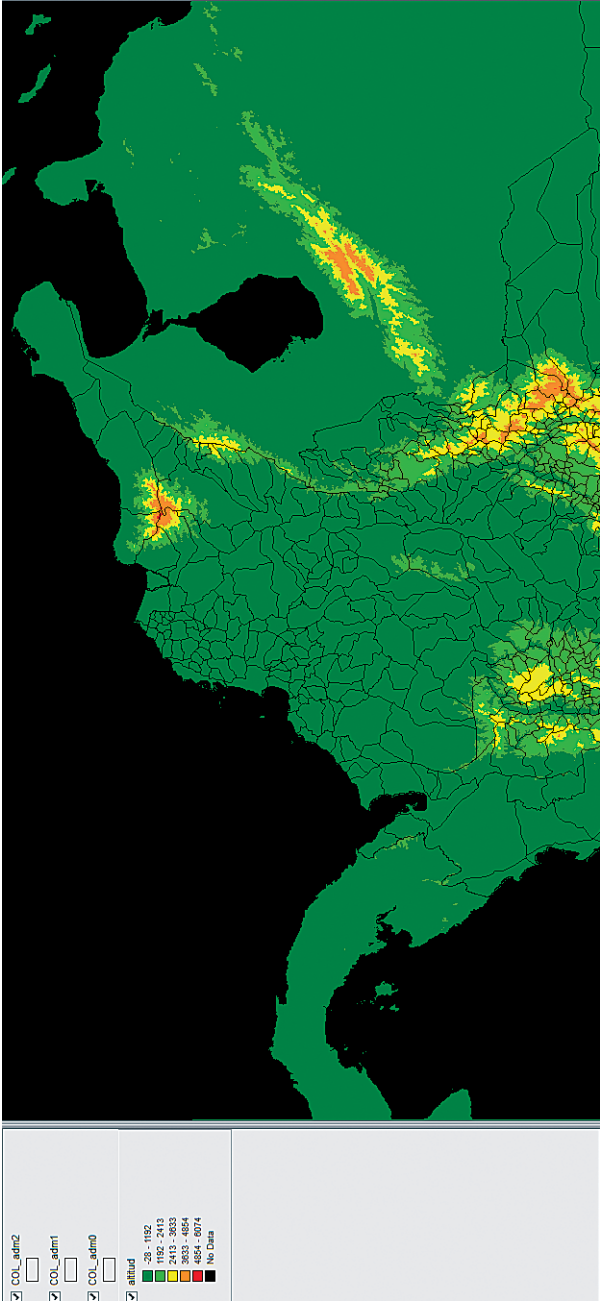 COL_adm2
COL_adm1
COL_adm0
altitud
-28 - 1192
1192 - 2413
2413 - 3633
3633 - 4854
4854 - 6074
No Data